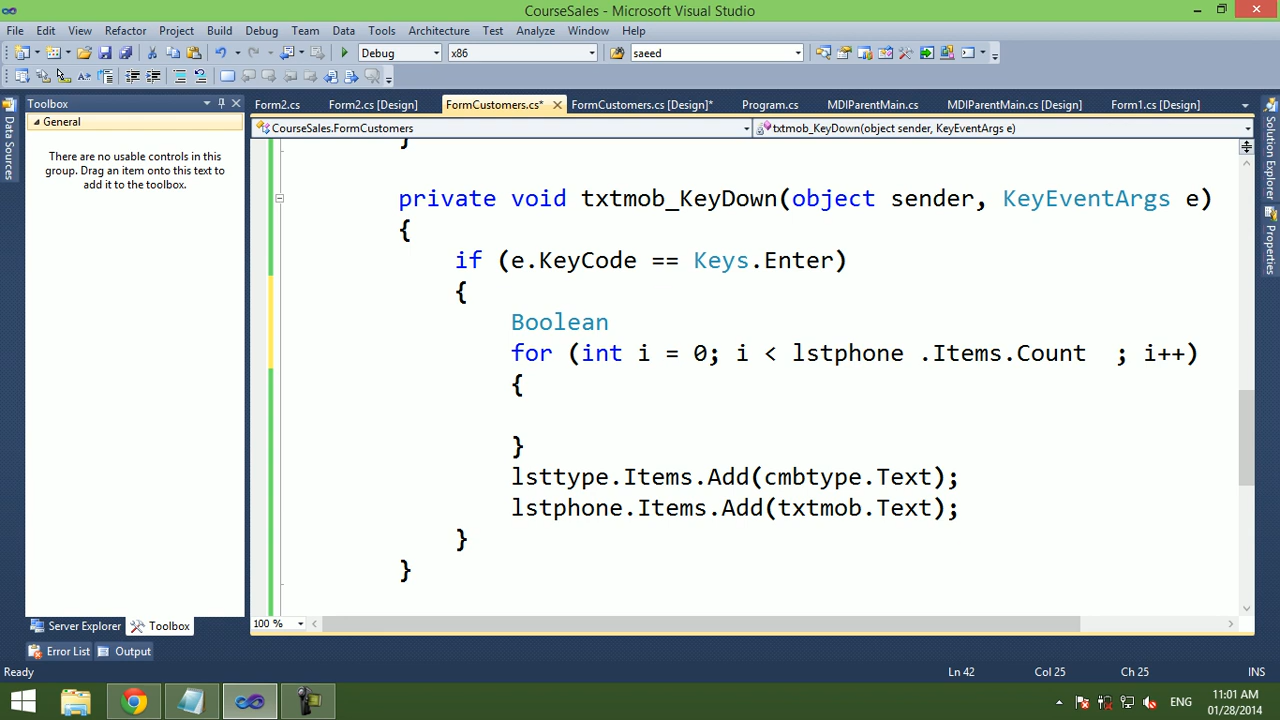 CourseSales - Microsoft Visual Studio
File Edit View Refactor Project Build Debug Team Data Tools Architecture Test Analyze Window Help
Debug x86 saeed
Toolbox
General
There are no usable controls in this
group. Drag an item onto this text to
add it to the toolbox.
Data Sources
Form2.cs Form2.cs [Design] FormCustomers.cs* FormCustomers.cs [Design]* Program.cs MDIParentMain.cs MDIParentMain.cs [Design] Form1.cs [Design]
CourseSales.FormCustomers txtmob_KeyDown(object sender, KeyEventArgs e)
}
private void txtmob_KeyDown(object sender, KeyEventArgs e)
{
if (e.KeyCode == Keys.Enter)
{
Boolean
for (int i = 0; i < lstphone .Items.Count  ; i++)
{
}
lsttype.Items.Add(cmbtype.Text);
lstphone.Items.Add(txtmob.Text);
}
}
Solution Explorer
Properties
100 %
Server Explorer Toolbox
Error List Output
Ready Ln 42 Col 25 Ch 25 INS
ENG
11:01 AM
01/28/2014